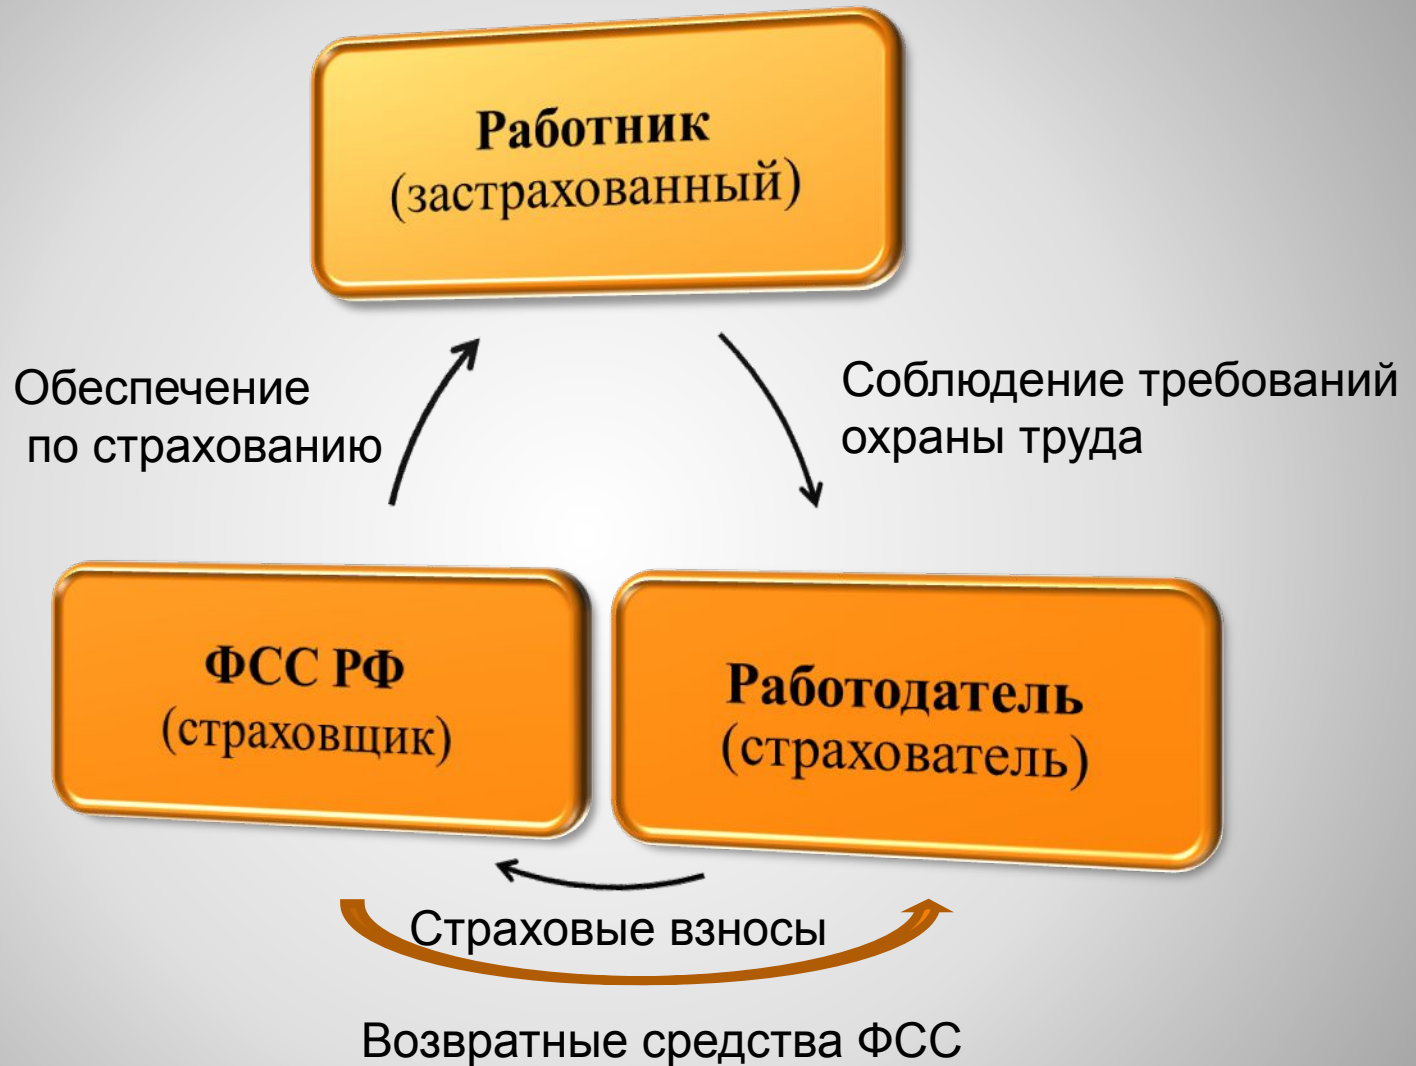 Работник
(застрахованный)
Обеспечение
по страхованию
Соблюдение требований
охраны труда
ФСС РФ
(страховщик)
Работодатель
(страхователь)
Страховые взносы
Возвратные средства ФСС